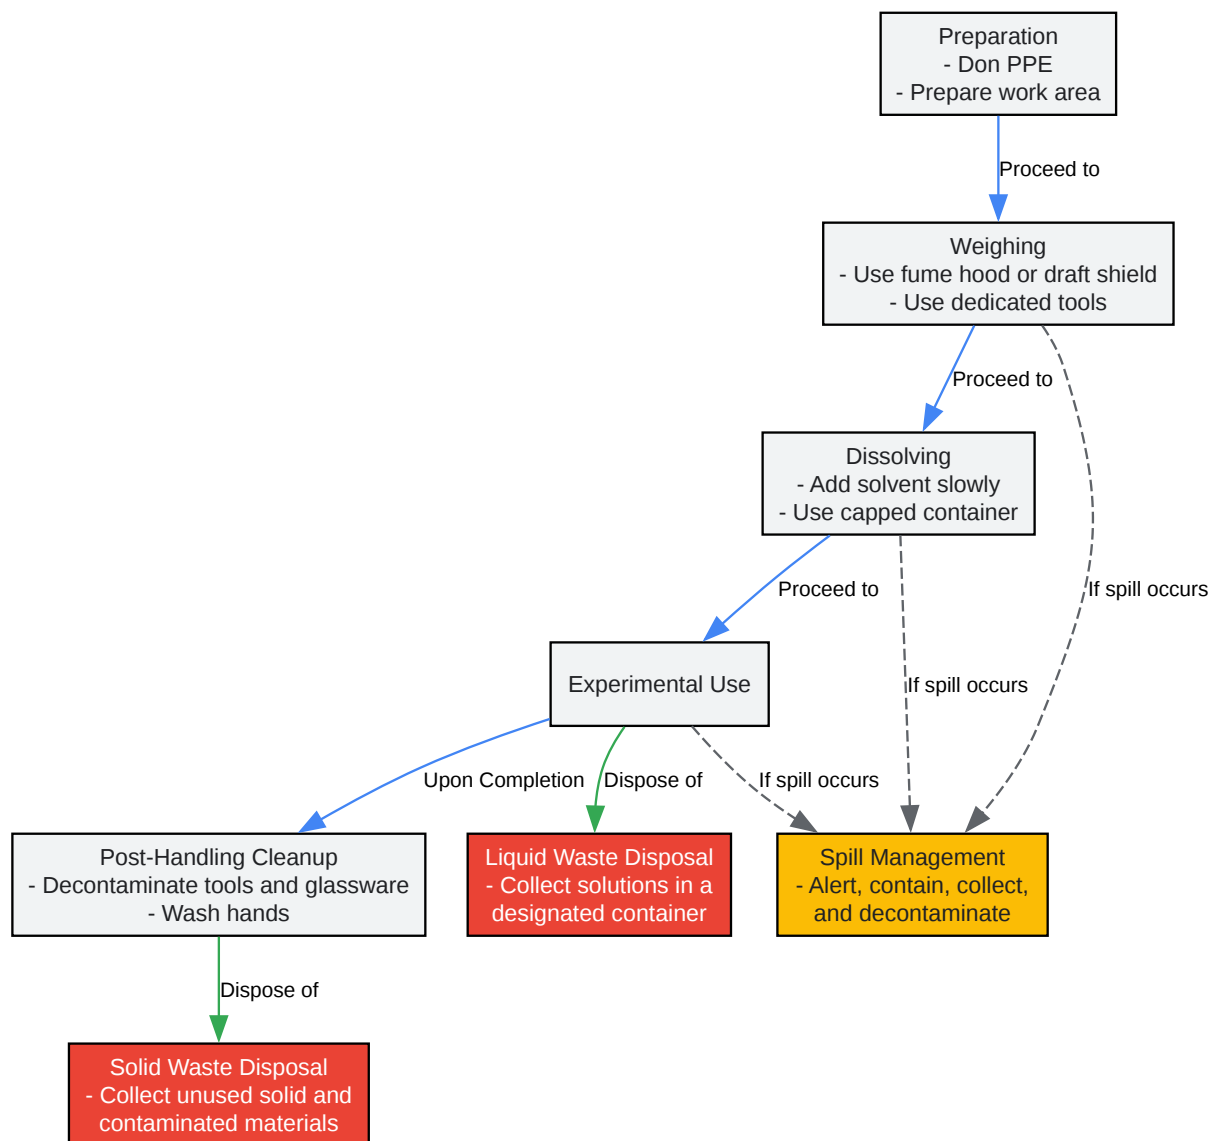 Preparation
- Don PPE
- Prepare work area
Proceed to
Weighing
- Use fume hood or draft shield
- Use dedicated tools
Proceed to
Dissolving
- Add solvent slowly
- Use capped container
Proceed to
If spill occurs
Experimental Use
If spill occurs
Upon Completion
Dispose of
If spill occurs
Post-Handling Cleanup
- Decontaminate tools and glassware
- Wash hands
Liquid Waste Disposal
- Collect solutions in a
designated container
Spill Management
- Alert, contain, collect,
and decontaminate
Dispose of
Solid Waste Disposal
- Collect unused solid and
contaminated materials